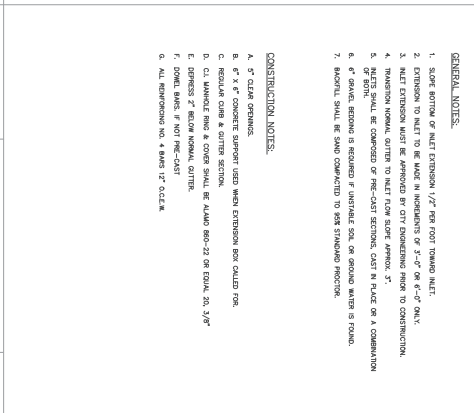 GENERAL NOTES:
1. SLOPE BOTTOM OF INLET EXTENSION 1/2" PER FOOT TOWARD INLET.
2. EXTENSION TO INLET TO BE MADE IN INCREMENTS OF 3'-0" OR 6'-0" ONLY.
3. INLET EXTENSION MUST BE APPROVED BY CITY ENGINEERING PRIOR TO CONSTRUCTION.
4. TRANSITION NORMAL GUTTER TO INLET FLOW SLOPE APPROX. 3".
5. INLETS SHALL BE COMPOSED OF PRE-CAST SECTIONS, CAST IN PLACE OR A COMBINATION
OF BOTH.
6. 6" GRAVEL BEDDING IS REQUIRED IF UNSTABLE SOIL OR GROUND WATER IS FOUND.
7. BACKFILL SHALL BE SAND COMPACTED TO 95% STANDARD PROCTOR.
CONSTRUCTION NOTES:
A. 5" CLEAR OPENINGS.
B. 6" X 6" CONCRETE SUPPORT USED WHEN EXTENSION BOX CALLED FOR.
C. REGULAR CURB & GUTTER SECTION.
D. C.I. MANHOLE RING & COVER SHALL BE ALAMO 860-22 OR EQUAL 20, 3/8"
E. DEPRESS 2" BELOW NORMAL GUTTER.
F. DOWEL BARS, IF NOT PRE-CAST
G. ALL REINFORCING NO. 4 BARS 12" O.C.E.W.